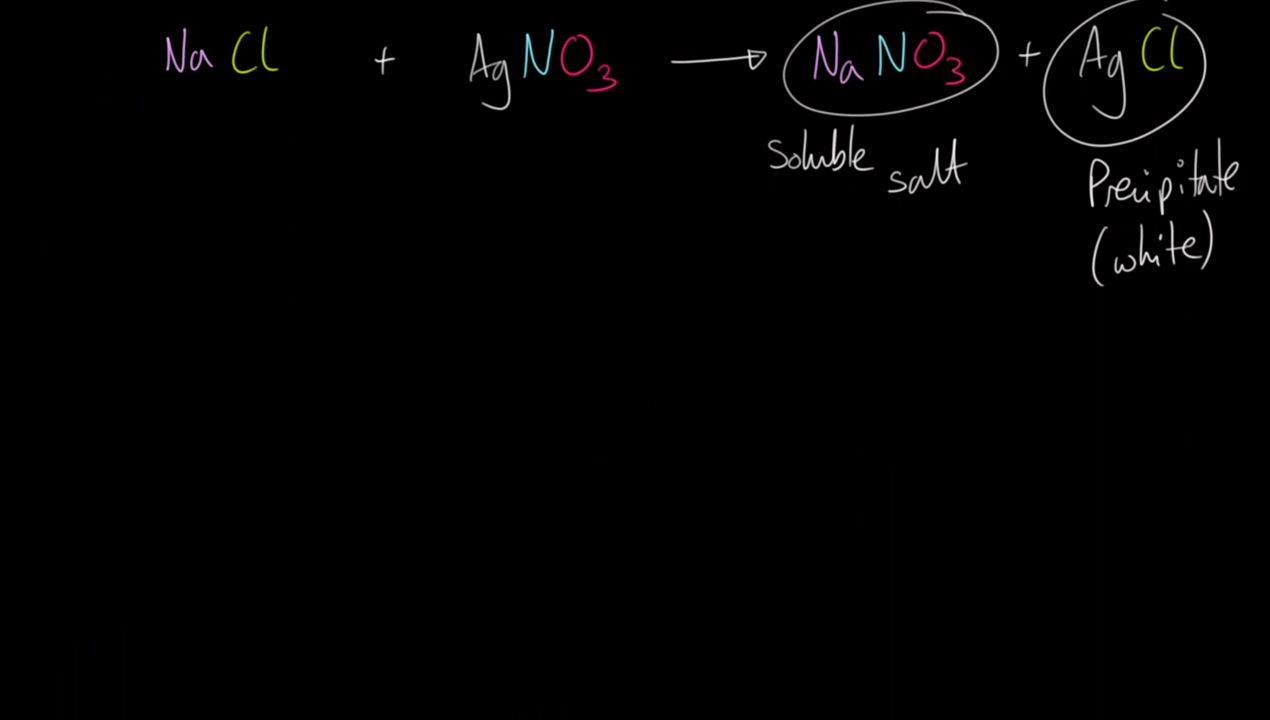 NaCl + AgNO3 → NaNO3 + AgCl
Soluble salt
Precipitate
(white)